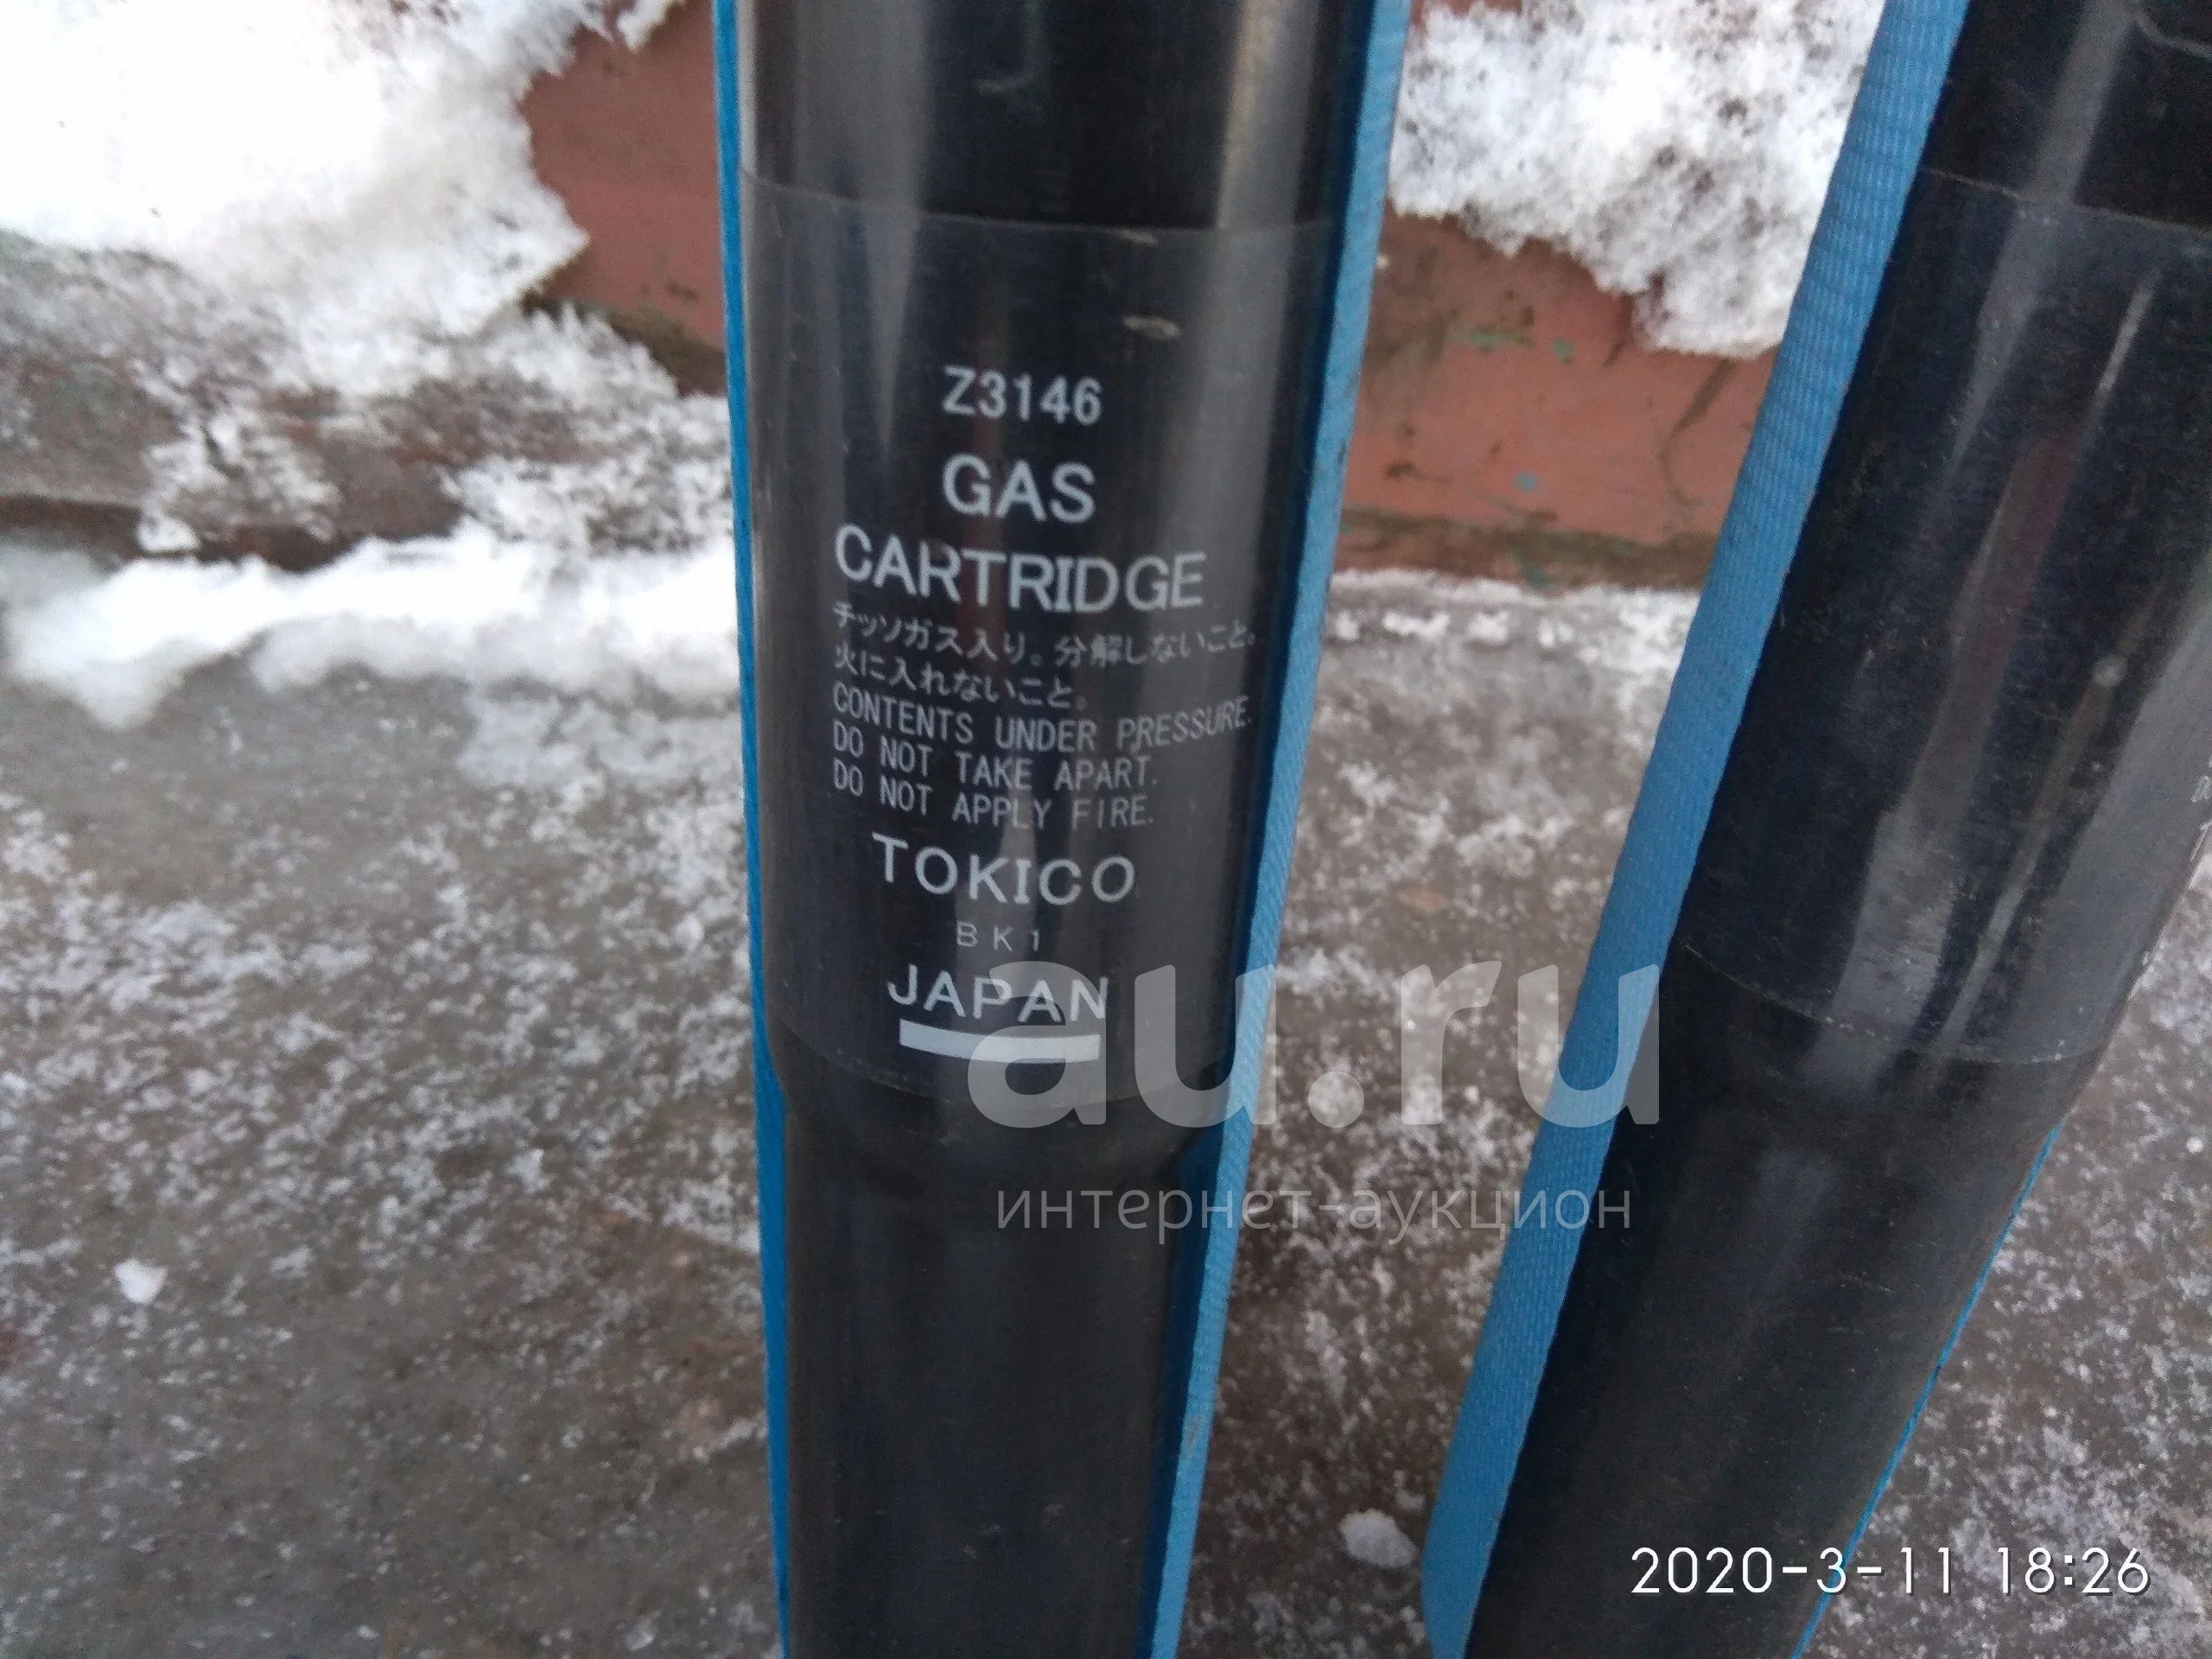 Z3146
GAS
CARTRIDGE
チッソガス入り。分解しないこと。
火に入れないこと。
CONTENTS UNDER PRESSURE.
DO NOT TAKE APART.
DO NOT APPLY FIRE.
TOKICO
BK1
JAPAN
au.ru
интернет-аукцион
2020-3-11 18:26